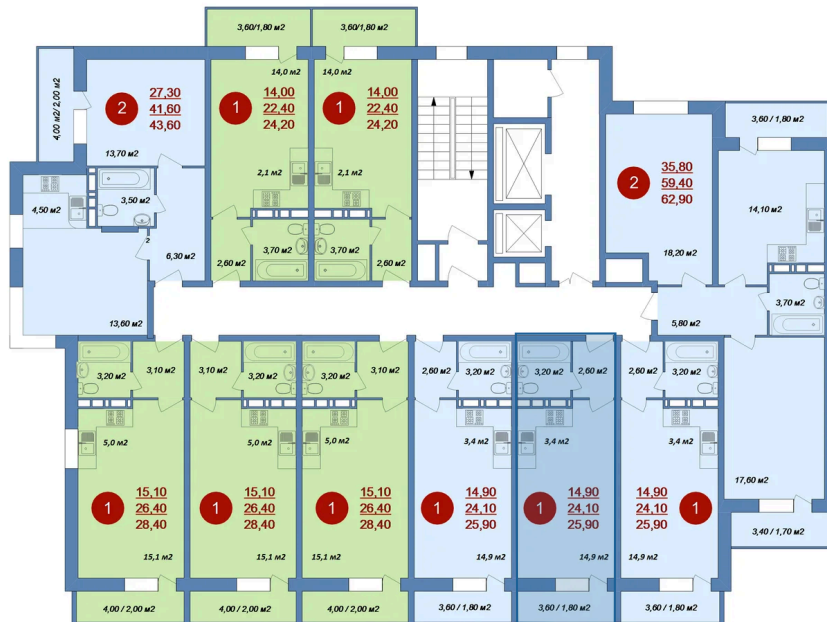 3,60/1,80 м2
3,60/1,80 м2
4,00 м2/ 2,00 м2
2
27,30
41,60
43,60
13,70 м2
14,0 м2
1
14,00
22,40
24,20
2,1 м2
14,0 м2
1
14,00
22,40
24,20
2,1 м2
3,60 / 1,80 м2
2
35,80
59,40
62,90
18,20 м2
14,10 м2
4,50 м2
3,50 м2
2
6,30 м2
13,60 м2
2,60 м2
3,70 м2
3,70 м2
2,60 м2
3,70 м2
5,80 м2
17,60 м2
3,40 / 1,70 м2
3,20 м2
3,10 м2
5,0 м2
1
15,10
26,40
28,40
15,1 м2
4,00 / 2,00 м2
3,10 м2
3,20 м2
5,0 м2
1
15,10
26,40
28,40
15,1 м2
4,00 / 2,00 м2
3,20 м2
3,10 м2
5,0 м2
1
15,10
26,40
28,40
15,1 м2
4,00 / 2,00 м2
2,60 м2
3,20 м2
3,4 м2
1
14,90
24,10
25,90
14,9 м2
3,60 / 1,80 м2
3,20 м2
2,60 м2
3,4 м2
1
14,90
24,10
25,90
14,9 м2
3,60 / 1,80 м2
2,60 м2
3,20 м2
3,4 м2
14,90
24,10
25,90
1
14,9 м2
3,60 / 1,80 м2